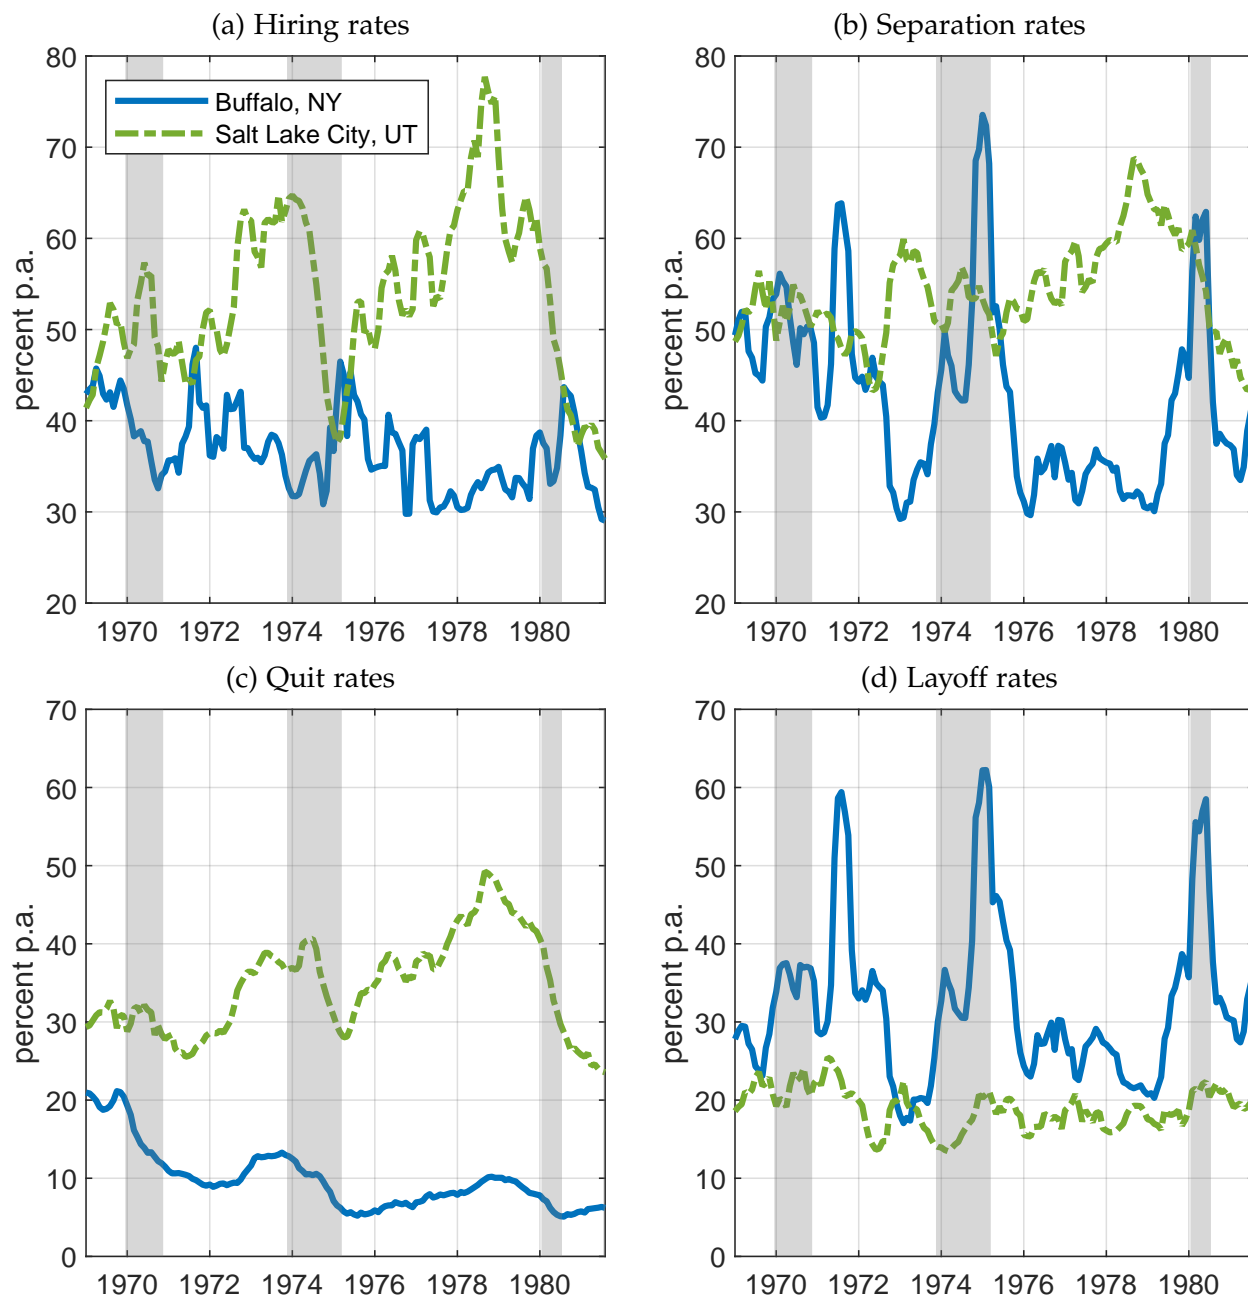 (a) Hiring rates
(b) Separation rates
80
70
60
50
40
30
20
percent p.a.
Buffalo, NY
Salt Lake City, UT
1970 1972 1974 1976 1978 1980
80
70
60
50
40
30
20
percent p.a.
1970 1972 1974 1976 1978 1980
(c) Quit rates
(d) Layoff rates
70
60
50
40
30
20
10
0
percent p.a.
1970 1972 1974 1976 1978 1980
70
60
50
40
30
20
10
0
percent p.a.
1970 1972 1974 1976 1978 1980